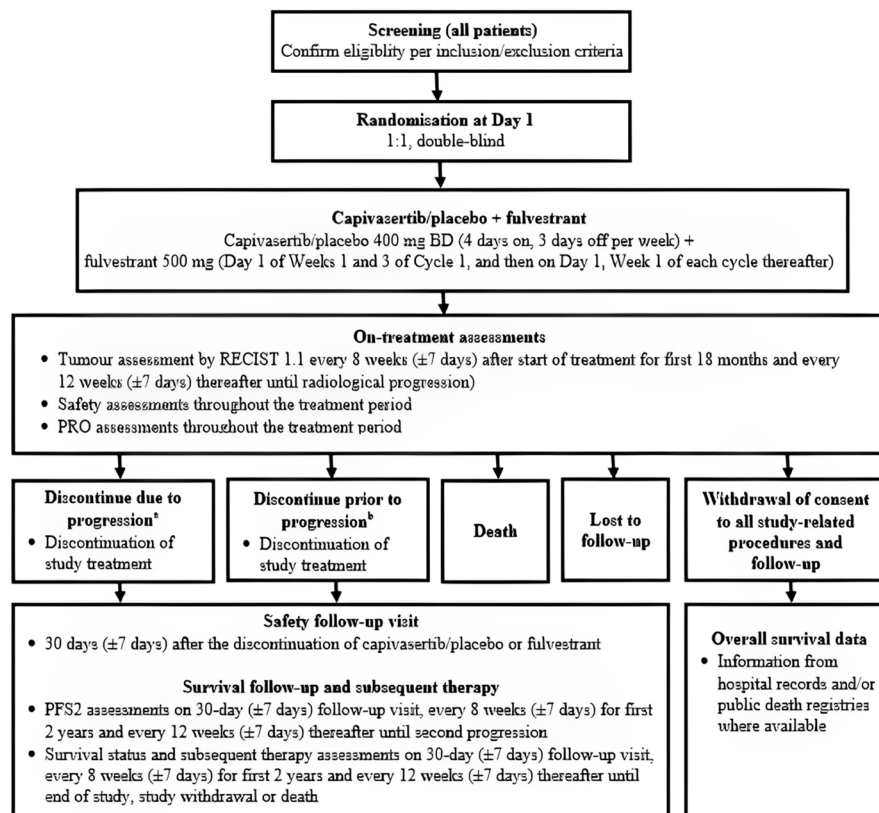 Screening (all patients)
Confirm eligiblity per inclusion/exclusion criteria
Randomisation at Day 1
1:1, double-blind
Capivasertib/placebo + fulvestrant
Capivasertib/placebo 400 mg BD (4 days on, 3 days off per week) +
fulvestrant 500 mg (Day 1 of Weeks 1 and 3 of Cycle 1, and then on Day 1, Week 1 of each cycle thereafter)
On-treatment assessments
• Tumour assessment by RECIST 1.1 every 8 weeks (±7 days) after start of treatment for first 18 months and every
12 weeks (±7 days) thereafter until radiological progression)
• Safety assessments throughout the treatment period
• PRO assessments throughout the treatment period
Discontinue due to
progressionᵃ
• Discontinuation of
study treatment
Discontinue prior to
progressionᵇ
• Discontinuation of
study treatment
Death
Lost to
follow-up
Withdrawal of consent
to all study-related
procedures and
follow-up
Safety follow-up visit
• 30 days (±7 days) after the discontinuation of capivasertib/placebo or fulvestrant
Survival follow-up and subsequent therapy
• PFS2 assessments on 30-day (±7 days) follow-up visit, every 8 weeks (±7 days) for first
2 years and every 12 weeks (±7 days) thereafter until second progression
• Survival status and subsequent therapy assessments on 30-day (±7 days) follow-up visit,
every 8 weeks (±7 days) for first 2 years and every 12 weeks (±7 days) thereafter until
end of study, study withdrawal or death
Overall survival data
• Information from
hospital records and/or
public death registries
where available